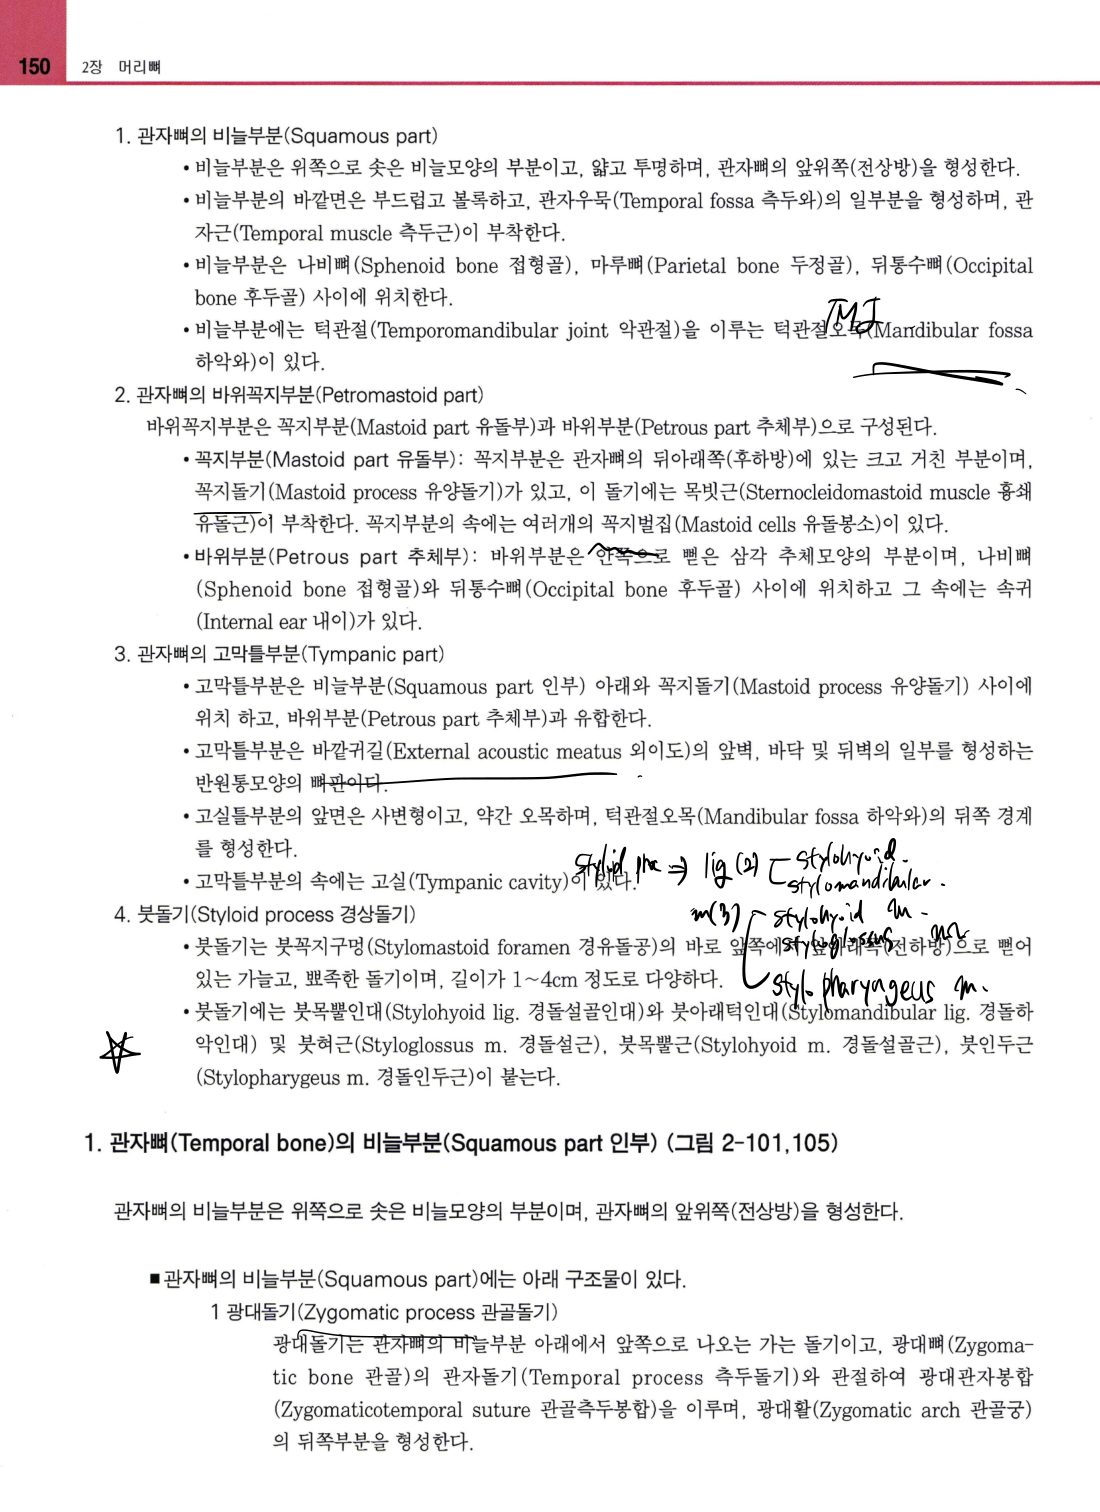 150 2장 머리뼈
1. 관자뼈의 비늘부분(Squamous part)
• 비늘부분은 위쪽으로 솟은 비늘모양의 부분이고, 얇고 투명하며, 관자뼈의 앞위쪽(전상방)을 형성한다.
• 비늘부분의 바깥면은 부드럽고 볼록하고, 관자우묵(Temporal fossa 측두와)의 일부분을 형성하며, 관
자근(Temporal muscle 측두근)이 부착한다.
• 비늘부분은 나비뼈(Sphenoid bone 접형골), 마루뼈(Parietal bone 두정골), 뒤통수뼈(Occipital
bone 후두골) 사이에 위치한다.
TMJ
• 비늘부분에는 턱관절(Temporomandibular joint 악관절)을 이루는 턱관절오목(Mandibular fossa
하악와)이 있다.
2. 관자뼈의 바위꼭지부분(Petromastoid part)
바위꼭지부분은 꼭지부분(Mastoid part 유돌부)과 바위부분(Petrous part 추체부)으로 구성된다.
• 꼭지부분(Mastoid part 유돌부): 꼭지부분은 관자뼈의 뒤아래쪽(후하방)에 있는 크고 거친 부분이며,
꼭지돌기(Mastoid process 유양돌기)가 있고, 이 돌기에는 목빗근(Sternocleidomastoid muscle 흉쇄
유돌근)이 부착한다. 꼭지부분의 속에는 여러개의 꼭지벌집(Mastoid cells 유돌봉소)이 있다.
• 바위부분(Petrous part 추체부): 바위부분은 안쪽으로 뻗은 삼각 추체모양의 부분이며, 나비뼈
(Sphenoid bone 접형골)와 뒤통수뼈(Occipital bone 후두골) 사이에 위치하고 그 속에는 속귀
(Internal ear 내이)가 있다.
3. 관자뼈의 고막틀부분(Tympanic part)
• 고막틀부분은 비늘부분(Squamous part 인부) 아래와 꼭지돌기(Mastoid process 유양돌기) 사이에
위치 하고, 바위부분(Petrous part 추체부)과 유합한다.
• 고막틀부분은 바깥귀길(External acoustic meatus 외이도)의 앞벽, 바닥 및 뒤벽의 일부를 형성하는
반원통모양의 뼈판이다.
• 고실틀부분의 앞면은 사변형이고, 약간 오목하며, 턱관절오목(Mandibular fossa 하악와)의 뒤쪽 경계
를 형성한다.
styloid ⇒ lig (2) stylohyoid.
stylomandibular.
• 고막틀부분의 속에는 고실(Tympanic cavity)이 있다.
m(3) stylohyoid m.
styloglossus
stylopharyngeus m.
4. 붓돌기(Styloid process 경상돌기)
• 붓돌기는 붓꼭지구멍(Stylomastoid foramen 경유돌공)의 바로 앞쪽에서 앞아래쪽(전하방)으로 뻗어
있는 가늘고, 뾰족한 돌기이며, 길이가 1~4cm 정도로 다양하다.
• 붓돌기에는 붓목뿔인대(Stylohyoid lig. 경돌설골인대)와 붓아래턱인대(Stylomandibular lig. 경돌하
악인대) 및 붓혀근(Styloglossus m. 경돌설근), 붓목뿔근(Stylohyoid m. 경돌설골근), 붓인두근
(Stylopharygeus m. 경돌인두근)이 붙는다.
1. 관자뼈(Temporal bone)의 비늘부분(Squamous part 인부) (그림 2-101,105)
관자뼈의 비늘부분은 위쪽으로 솟은 비늘모양의 부분이며, 관자뼈의 앞위쪽(전상방)을 형성한다.
■ 관자뼈의 비늘부분(Squamous part)에는 아래 구조물이 있다.
1 광대돌기(Zygomatic process 관골돌기)
광대돌기는 관자뼈의 비늘부분 아래에서 앞쪽으로 나오는 가는 돌기이고, 광대뼈(Zygoma-
tic bone 관골)의 관자돌기(Temporal process 측두돌기)와 관절하여 광대관자봉합
(Zygomaticotemporal suture 관골측두봉합)을 이루며, 광대활(Zygomatic arch 관골궁)
의 뒤쪽부분을 형성한다.